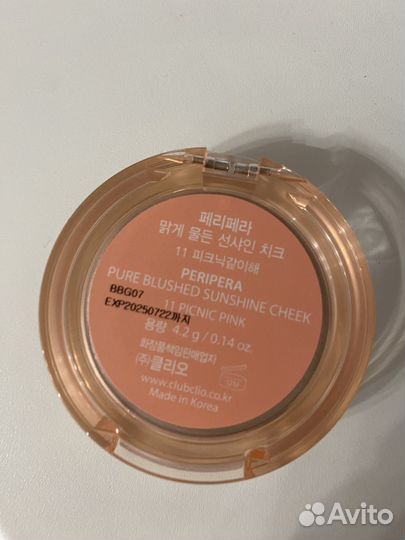 페리페라
맑게 물든 선샤인 치크
11 피크닉같이해
PERIPERA
PURE BLUSHED SUNSHINE CHEEK
11 PICNIC PINK
BBG07
EXP20250722까지
용량 4.2 g / 0.14 oz.
화장품책임판매업자
(주)클리오
www.clubclio.co.kr
Made in Korea
12M
Avito